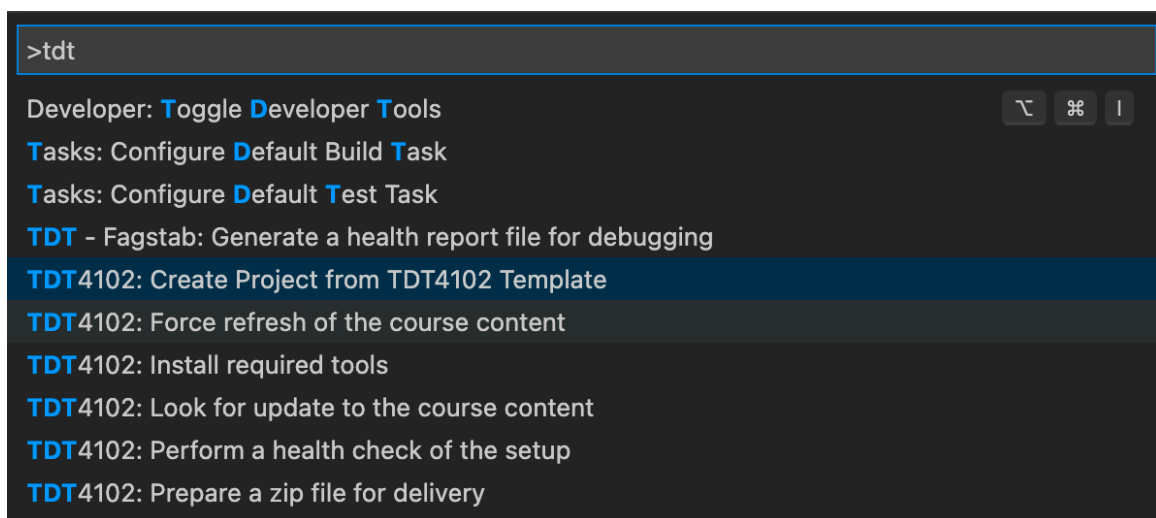 >tdt
Developer: Toggle Developer Tools ⌥ ⌘ I
Tasks: Configure Default Build Task
Tasks: Configure Default Test Task
TDT - Fagstab: Generate a health report file for debugging
TDT4102: Create Project from TDT4102 Template
TDT4102: Force refresh of the course content
TDT4102: Install required tools
TDT4102: Look for update to the course content
TDT4102: Perform a health check of the setup
TDT4102: Prepare a zip file for delivery